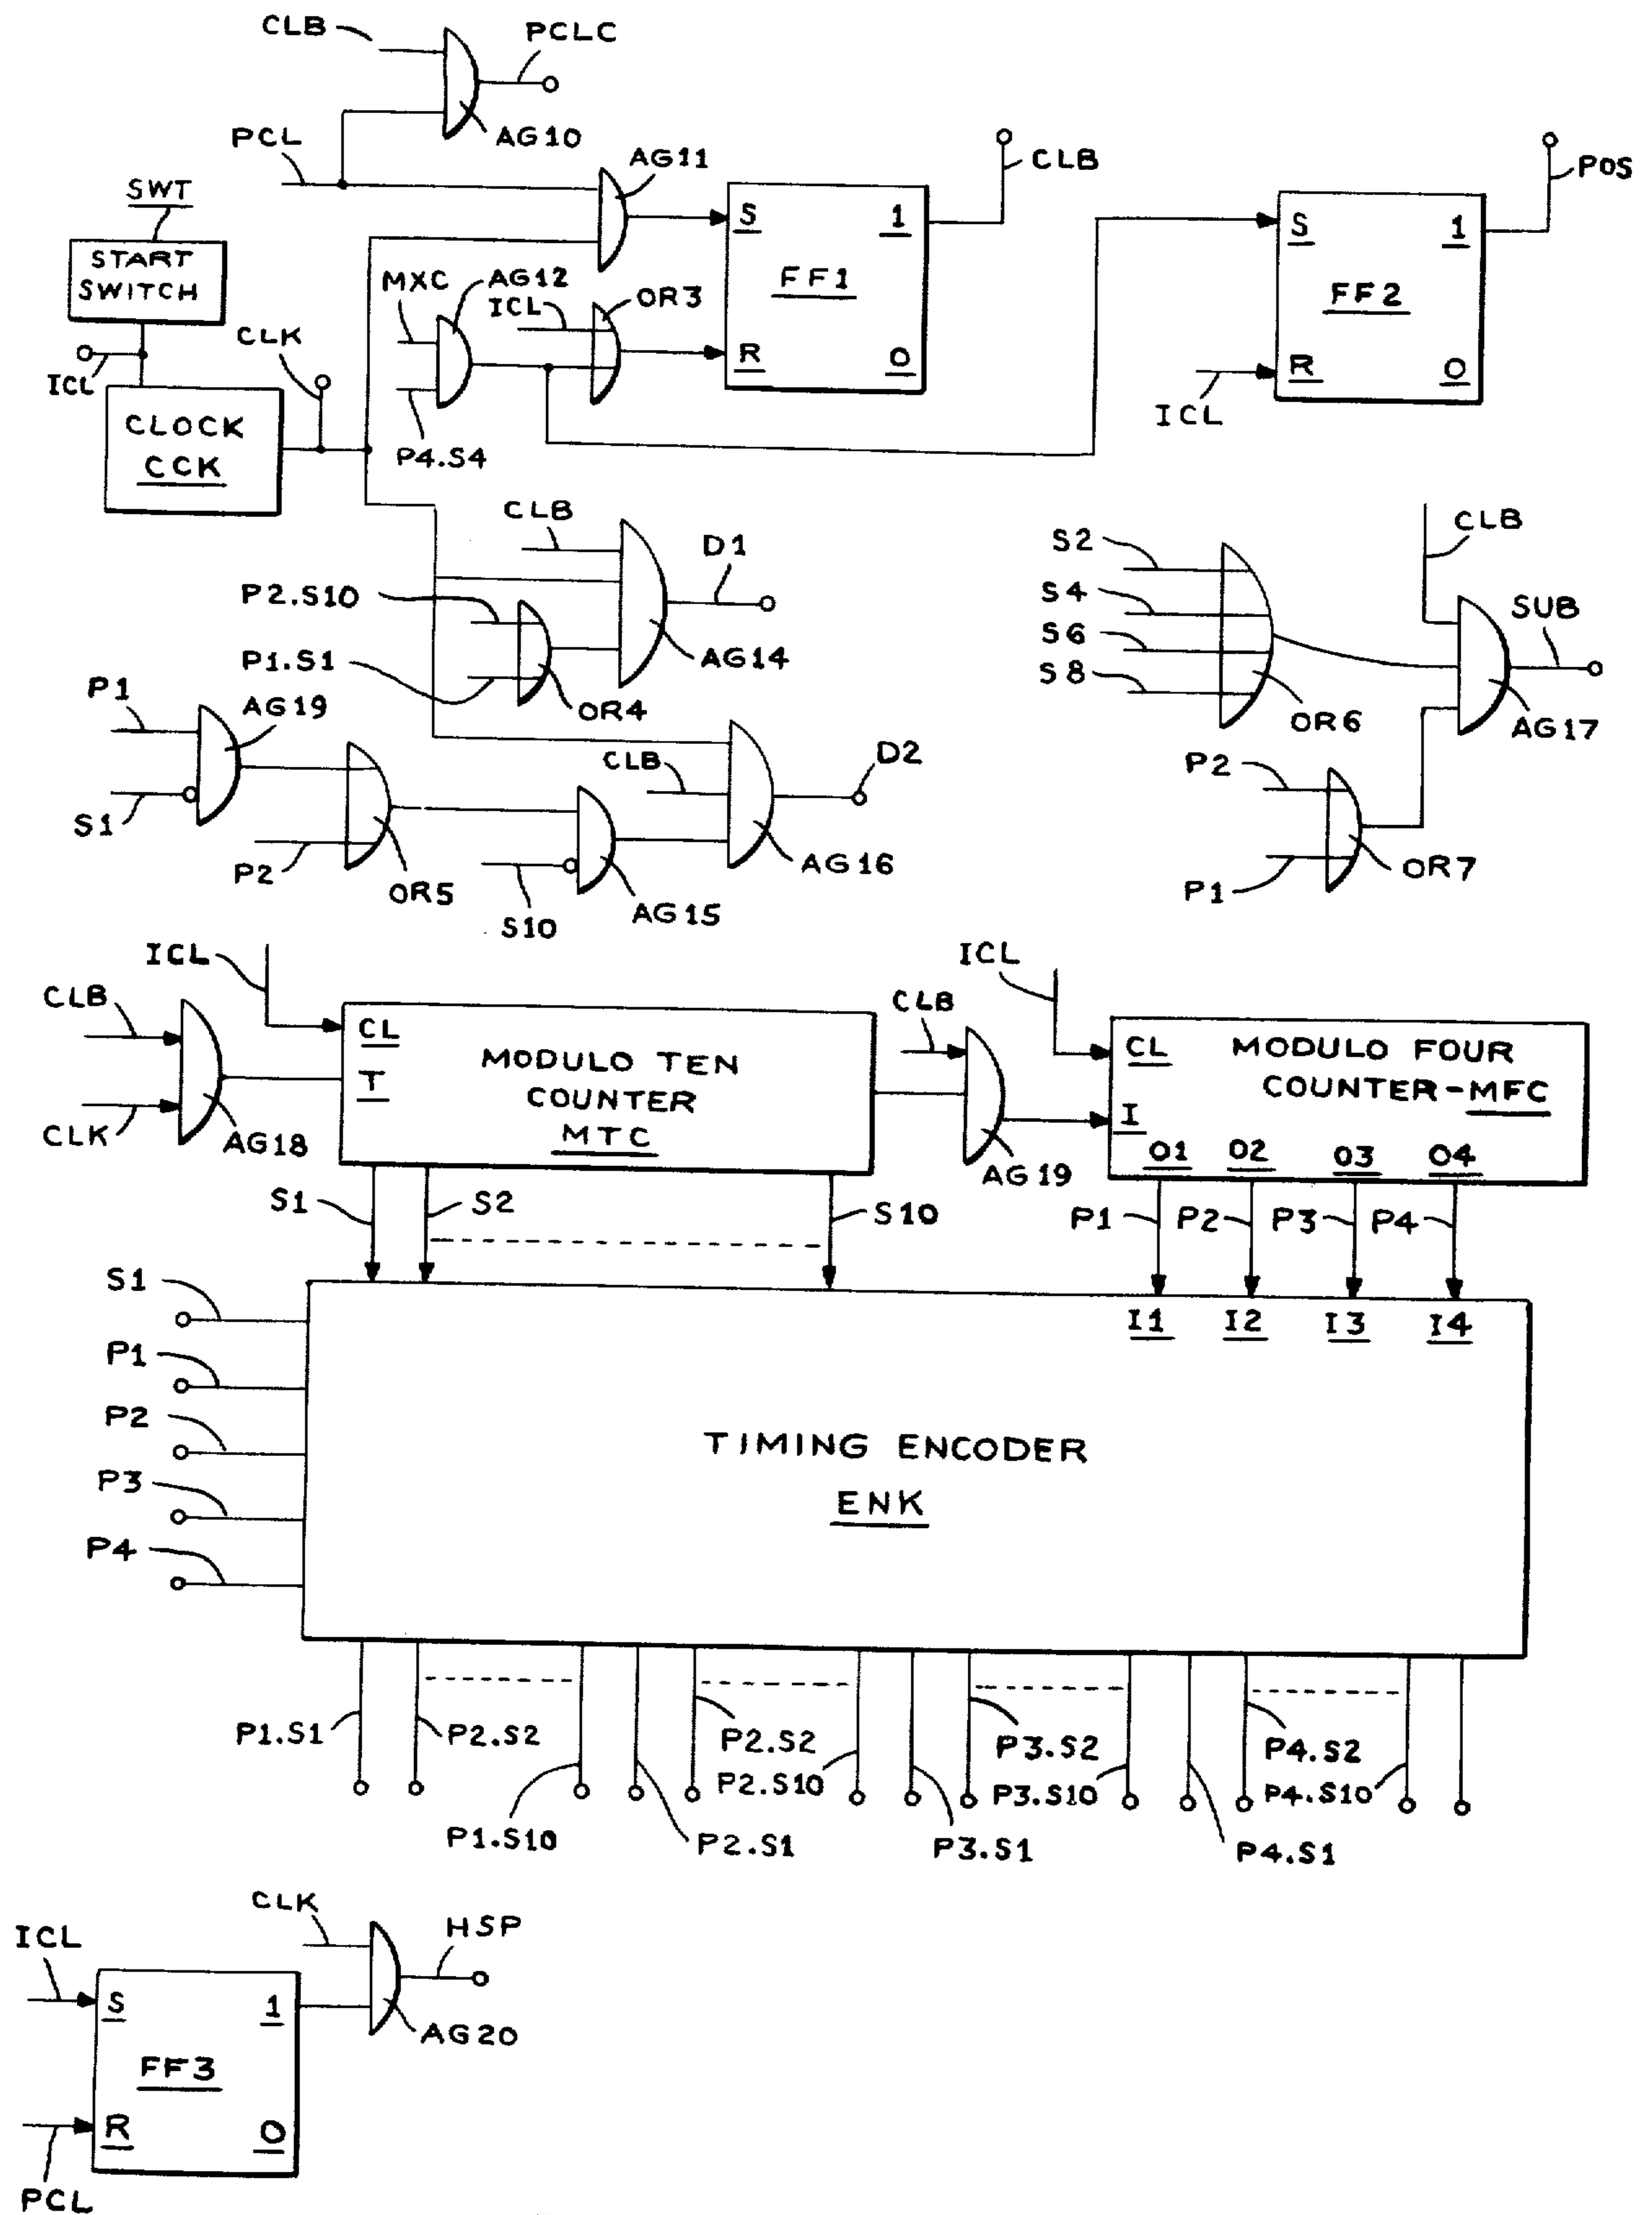 CLB
PCLC
AG10
PCL
AG11
CLB
POS
SWT
START
SWITCH
S
1
FF1
R
O
S
1
FF2
R
O
MXC
AG12
ICL
OR3
CLK
ICL
ICL
CLOCK
CCK
P4.S4
CLB
D1
P2.S10
P1.S1
AG14
OR4
S2
S4
S6
S8
CLB
SUB
OR6
AG17
P1
AG19
S1
P2
OR5
CLB
D2
AG16
S10
AG15
P2
P1
OR7
ICL
CLB
CLK
AG18
CL
T
MODULO TEN
COUNTER
MTC
CLB
AG19
ICL
CL
MODULO FOUR
COUNTER-MFC
I
O1 O2 O3 O4
S1
S2
S10
P1
P2
P3
P4
S1
P1
P2
P3
P4
I1 I2 I3 I4
TIMING ENCODER
ENK
P1.S1
P2.S2
P1.S10
P2.S1
P2.S2
P2.S10
P3.S1
P3.S2
P3.S10
P4.S1
P4.S2
P4.S10
CLK
HSP
AG20
ICL
S
1
FF3
R
O
PCL